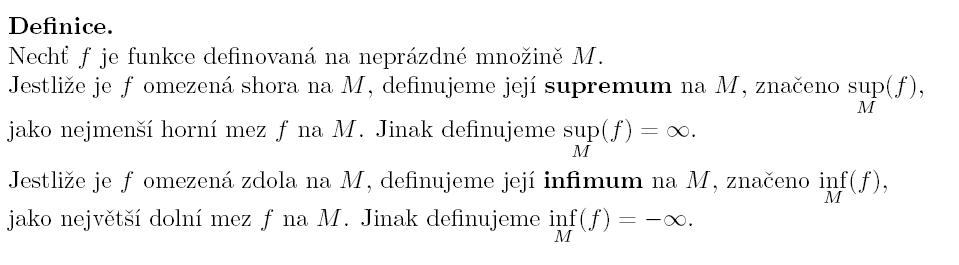 Definice.
Nechť f je funkce definovaná na neprázdné množině M.
Jestliže je f omezená shora na M, definujeme její supremum na M, značeno sup(f),
M
jako nejmenší horní mez f na M. Jinak definujeme sup(f) = ∞.
M
Jestliže je f omezená zdola na M, definujeme její infimum na M, značeno inf(f),
M
jako největší dolní mez f na M. Jinak definujeme inf(f) = −∞.
M